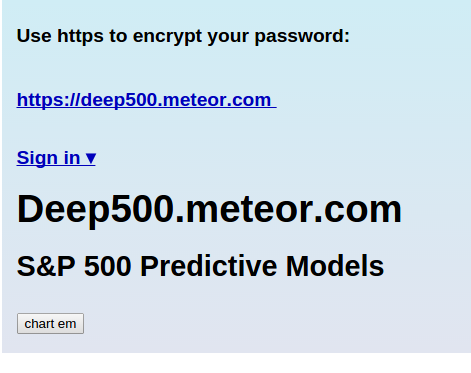 Use https to encrypt your password:
https://deep500.meteor.com
Sign in ▼
Deep500.meteor.com
S&P 500 Predictive Models
chart em